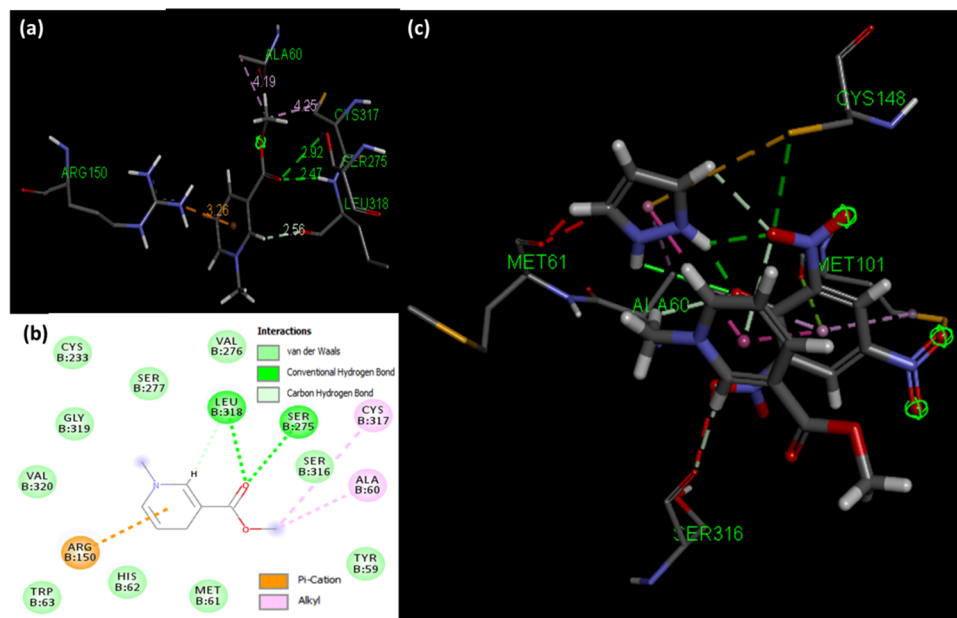 (a)
ALA60
4.19
4.25
CYS317
2.92
SER275
2.47
ARG150
3.26
LEU318
2.56
(b)
Interactions
van der Waals
Conventional Hydrogen Bond
Carbon Hydrogen Bond
CYS
B:233
VAL
B:276
SER
B:277
LEU
B:318
CYS
B:317
SER
B:275
GLY
B:319
SER
B:316
ALA
B:60
VAL
B:320
H
N
O
O
ARG
B:150
TYR
B:59
HIS
B:62
MET
B:61
TRP
B:63
Pi-Cation
Alkyl
(c)
CYS148
MET61
MET101
ALA60
SER316